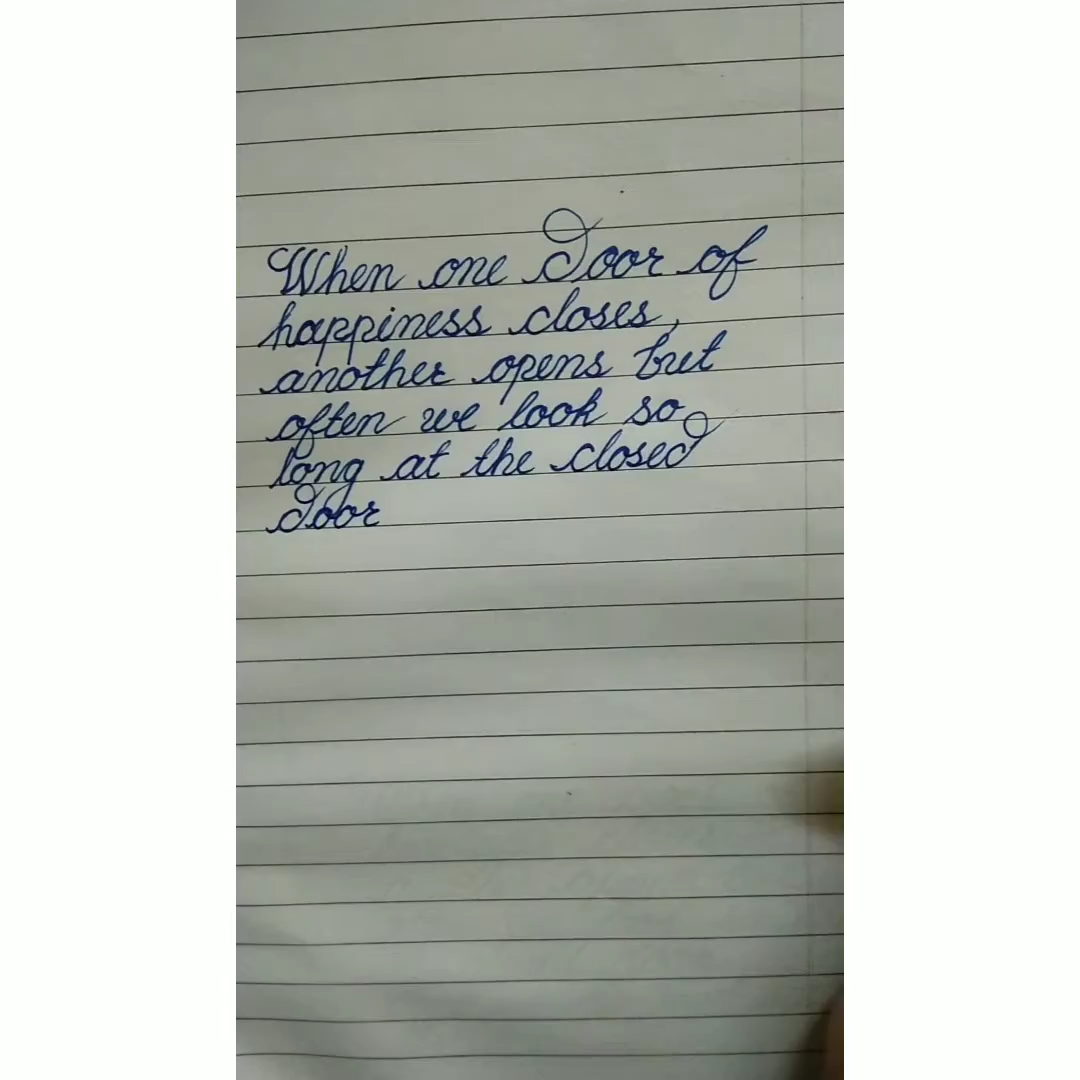 When one Door of
happiness closes,
another opens but
often we look so
long at the closed
door